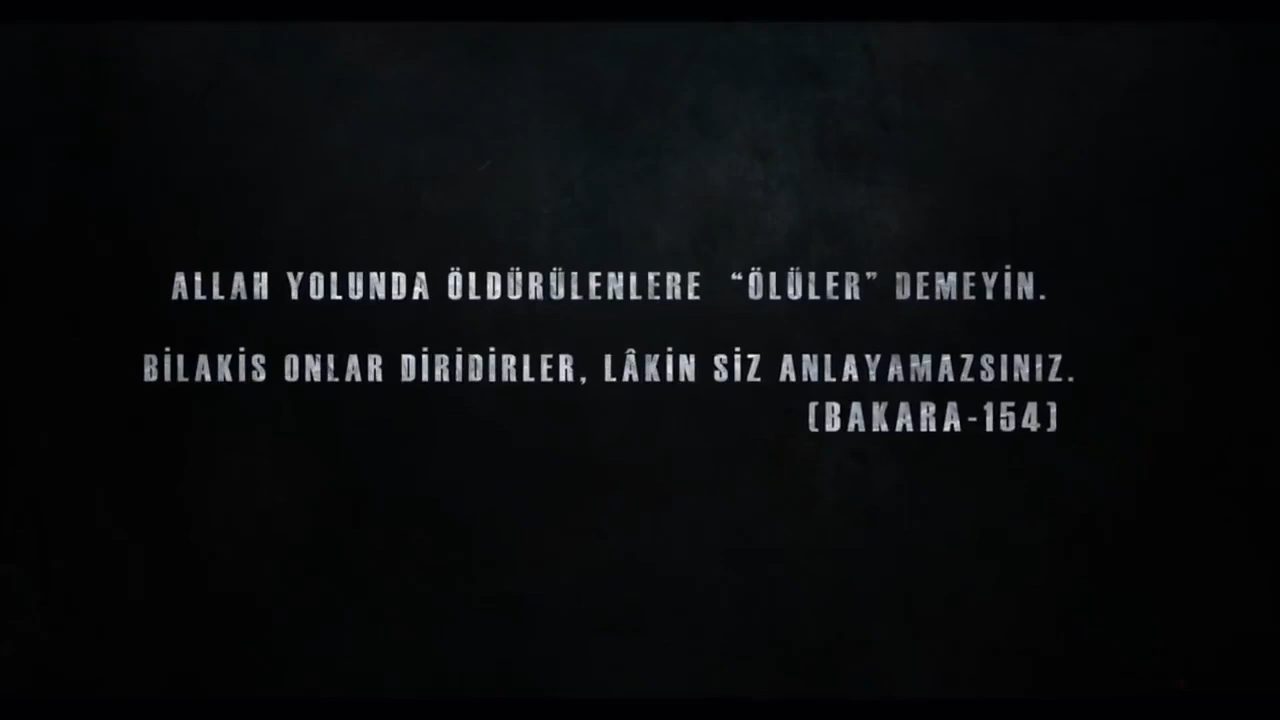 ALLAH YOLUNDA ÖLDÜRÜLENLERE “ÖLÜLER” DEMEYİN.
BİLAKİS ONLAR DİRİDİRLER, LÂKİN SİZ ANLAYAMAZSINIZ.
(BAKARA-154)